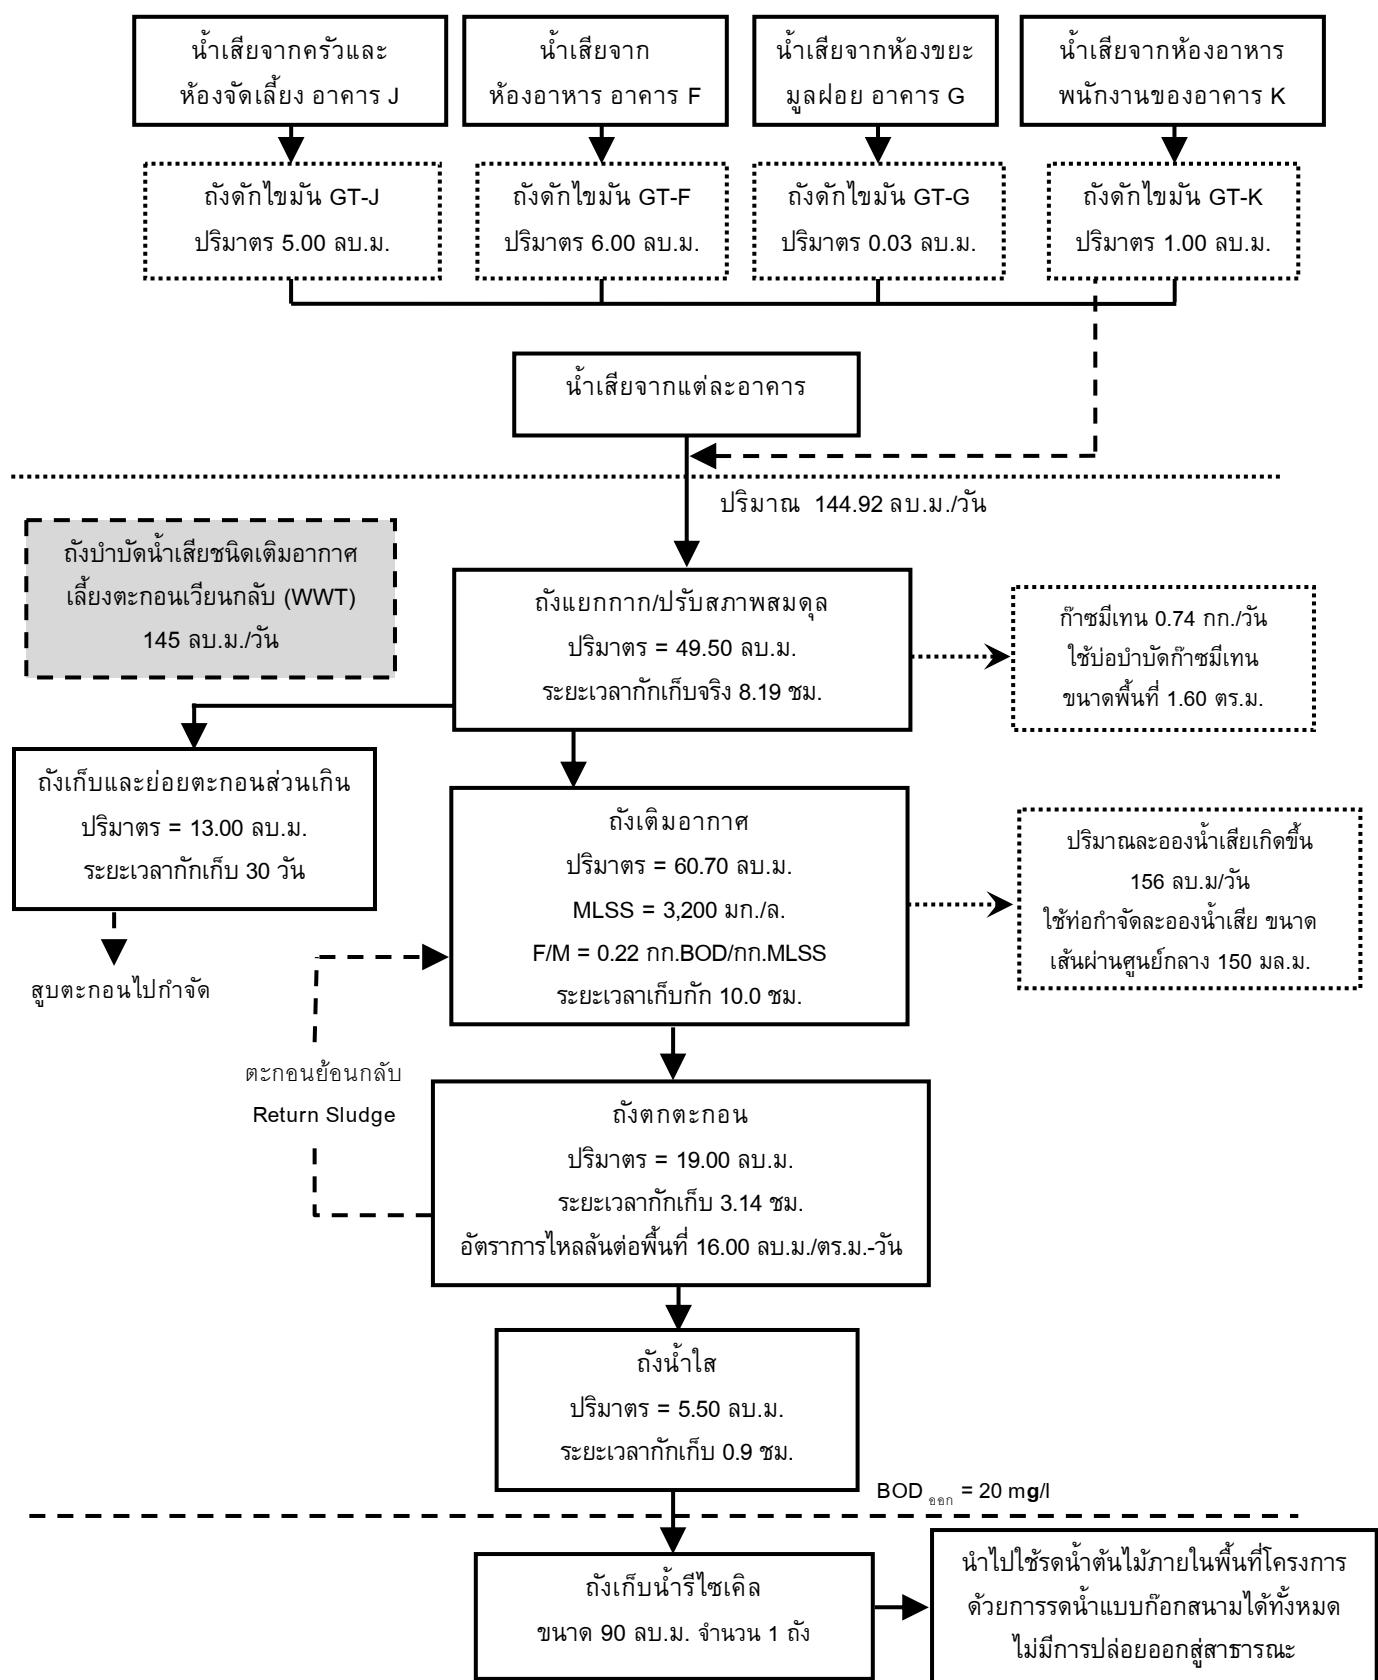 น้ำเสียจากครัวและ
ห้องจัดเลี้ยง อาคาร J
น้ำเสียจาก
ห้องอาหาร อาคาร F
น้ำเสียจากห้องขยะ
มูลฝอย อาคาร G
น้ำเสียจากห้องอาหาร
พนักงานของอาคาร K
ถังดักไขมัน GT-J
ปริมาตร 5.00 ลบ.ม.
ถังดักไขมัน GT-F
ปริมาตร 6.00 ลบ.ม.
ถังดักไขมัน GT-G
ปริมาตร 0.03 ลบ.ม.
ถังดักไขมัน GT-K
ปริมาตร 1.00 ลบ.ม.
น้ำเสียจากแต่ละอาคาร
ปริมาณ 144.92 ลบ.ม./วัน
ถังบำบัดน้ำเสียชนิดเติมอากาศ
เลี้ยงตะกอนเวียนกลับ (WWT)
145 ลบ.ม./วัน
ถังแยกกาก/ปรับสภาพสมดุล
ปริมาตร = 49.50 ลบ.ม.
ระยะเวลากักเก็บจริง 8.19 ชม.
ก๊าซมีเทน 0.74 กก./วัน
ใช้บ่อบำบัดก๊าซมีเทน
ขนาดพื้นที่ 1.60 ตร.ม.
ถังเก็บและย่อยตะกอนส่วนเกิน
ปริมาตร = 13.00 ลบ.ม.
ระยะเวลากักเก็บ 30 วัน
สูบตะกอนไปกำจัด
ถังเติมอากาศ
ปริมาตร = 60.70 ลบ.ม.
MLSS = 3,200 มก./ล.
F/M = 0.22 กก.BOD/กก.MLSS
ระยะเวลาเก็บกัก 10.0 ชม.
ปริมาณละอองน้ำเสียเกิดขึ้น
156 ลบ.ม/วัน
ใช้ท่อกำจัดละอองน้ำเสีย ขนาด
เส้นผ่านศูนย์กลาง 150 มล.ม.
ตะกอนย้อนกลับ
Return Sludge
ถังตกตะกอน
ปริมาตร = 19.00 ลบ.ม.
ระยะเวลากักเก็บ 3.14 ชม.
อัตราการไหลล้นต่อพื้นที่ 16.00 ลบ.ม./ตร.ม.-วัน
ถังน้ำใส
ปริมาตร = 5.50 ลบ.ม.
ระยะเวลากักเก็บ 0.9 ชม.
BOD ออก = 20 mg/l
ถังเก็บน้ำรีไซเคิล
ขนาด 90 ลบ.ม. จำนวน 1 ถัง
นำไปใช้รดน้ำต้นไม้ภายในพื้นที่โครงการ
ด้วยการรดน้ำแบบก๊อกสนามได้ทั้งหมด
ไม่มีการปล่อยออกสู่สาธารณะ